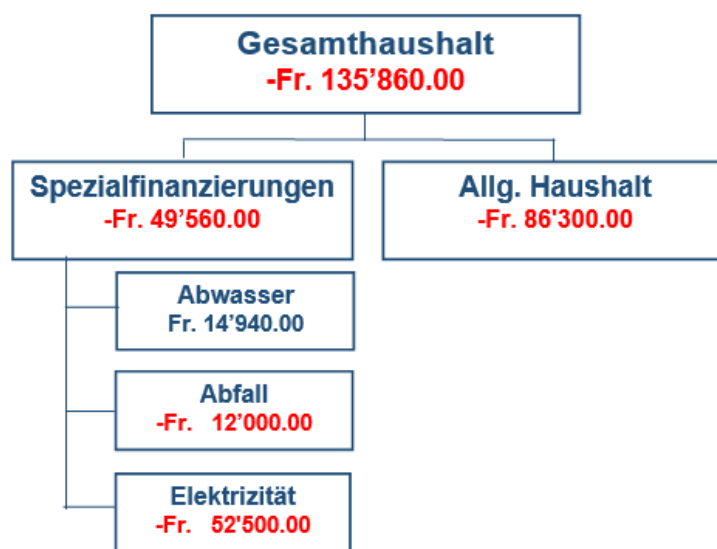 Gesamthaushalt
-Fr. 135’860.00
Spezialfinanzierungen
-Fr. 49’560.00
Allg. Haushalt
-Fr. 86'300.00
Abwasser
Fr. 14’940.00
Abfall
-Fr. 12’000.00
Elektrizität
-Fr. 52'500.00